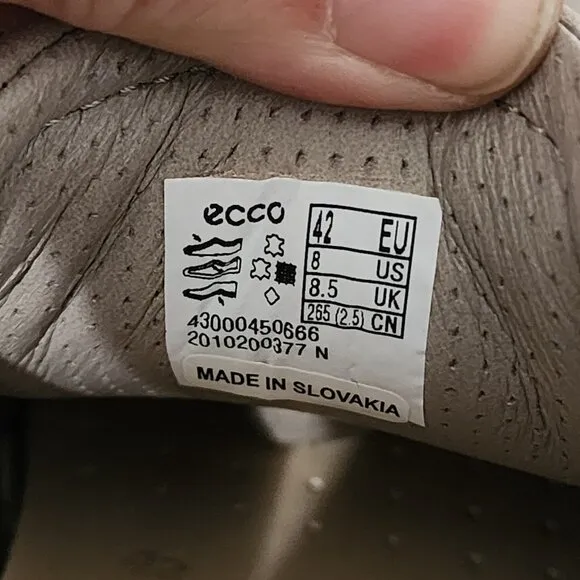 ecco
42 EU
8 US
8.5 UK
265 (2.5) CN
43000450666
2010200377 N
MADE IN SLOVAKIA